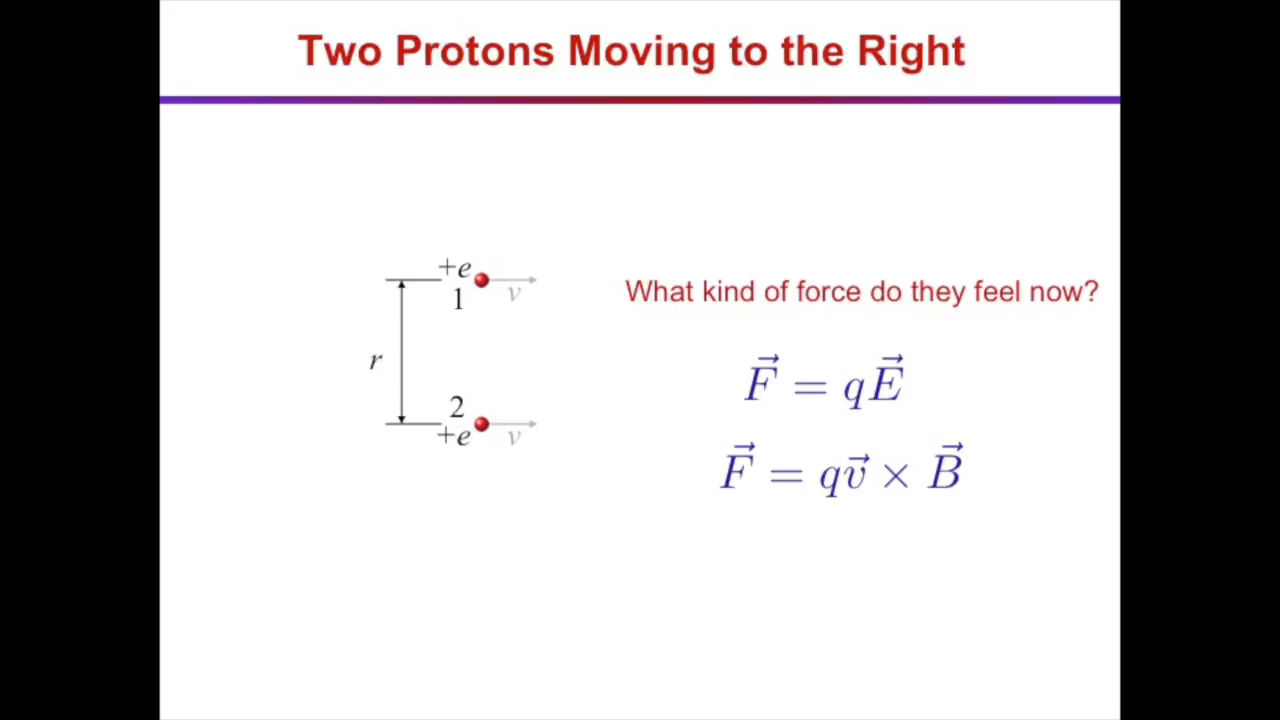 Two Protons Moving to the Right
+e
1
v
What kind of force do they feel now?
r
2
+e
v
F⃗ = qE⃗
F⃗ = qv⃗ × B⃗